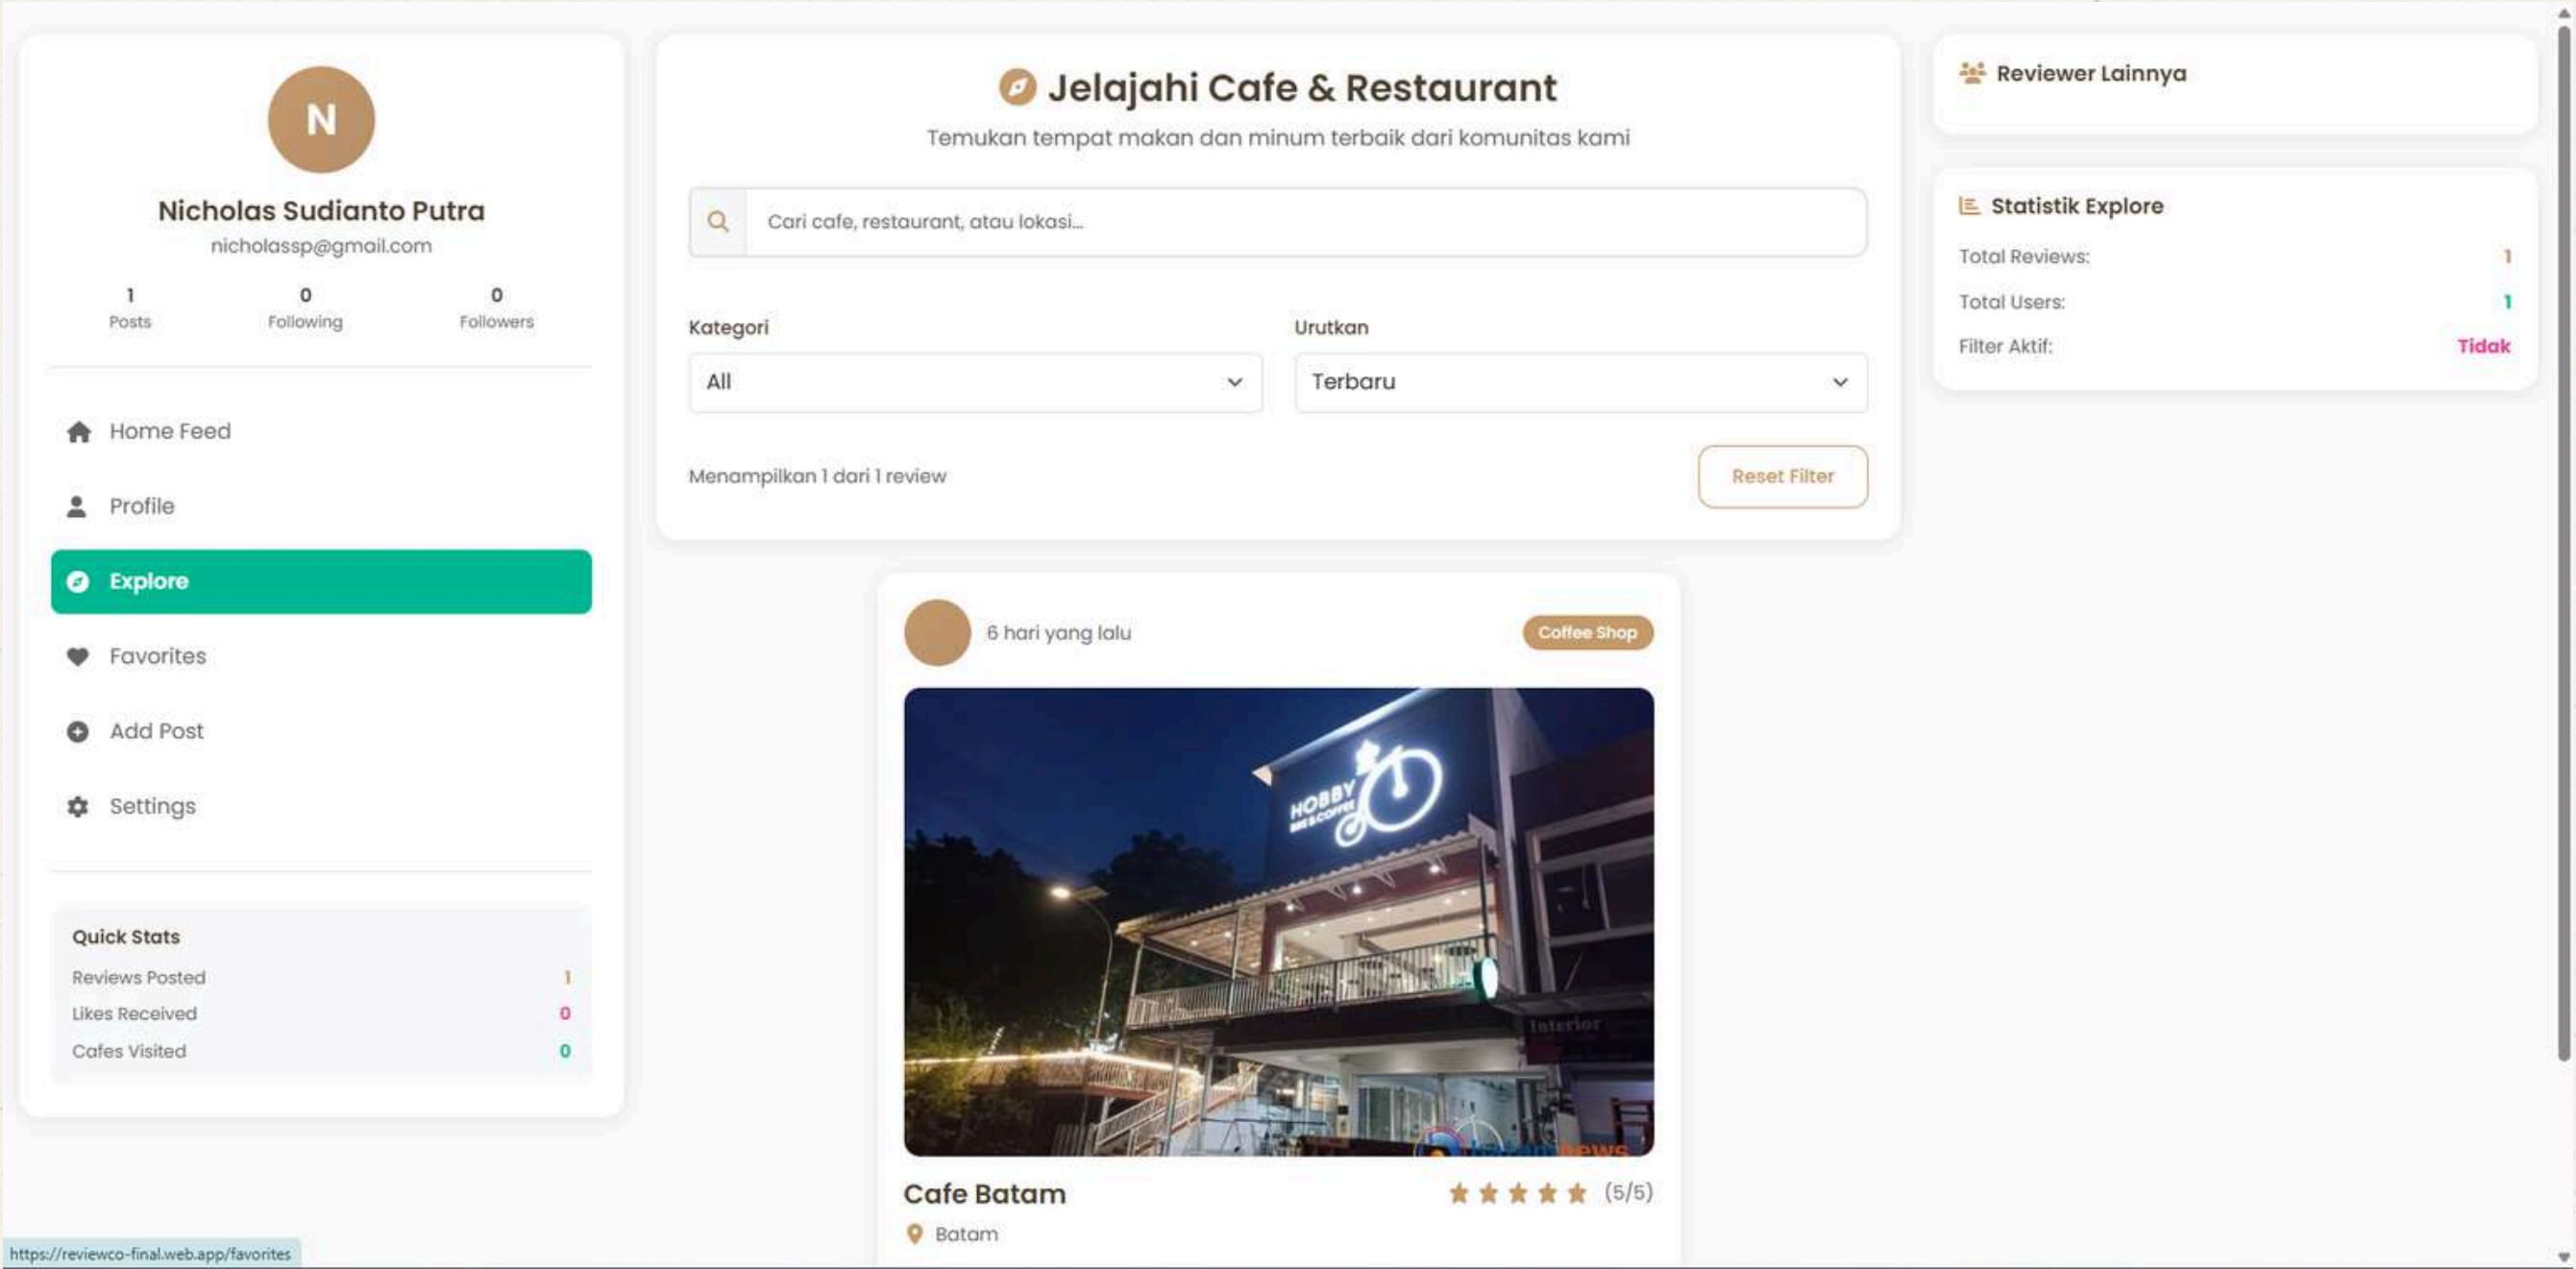 N
Nicholas Sudianto Putra
nicholassp@gmail.com
1 0 0
Posts Following Followers
Home Feed
Profile
Explore
Favorites
Add Post
Settings
Quick Stats
Reviews Posted 1
Likes Received 0
Cafes Visited 0
https://reviewco-final.web.app/favorites
Jelajahi Cafe & Restaurant
Temukan tempat makan dan minum terbaik dari komunitas kami
Cari cafe, restaurant, atau lokasi...
Kategori Urutkan
All Terbaru
Menampilkan 1 dari 1 review Reset Filter
6 hari yang lalu Coffee Shop
HOBBY
BIKE & COFFEE
Interior
news
Cafe Batam (5/5)
Batam
Reviewer Lainnya
Statistik Explore
Total Reviews: 1
Total Users: 1
Filter Aktif: Tidak